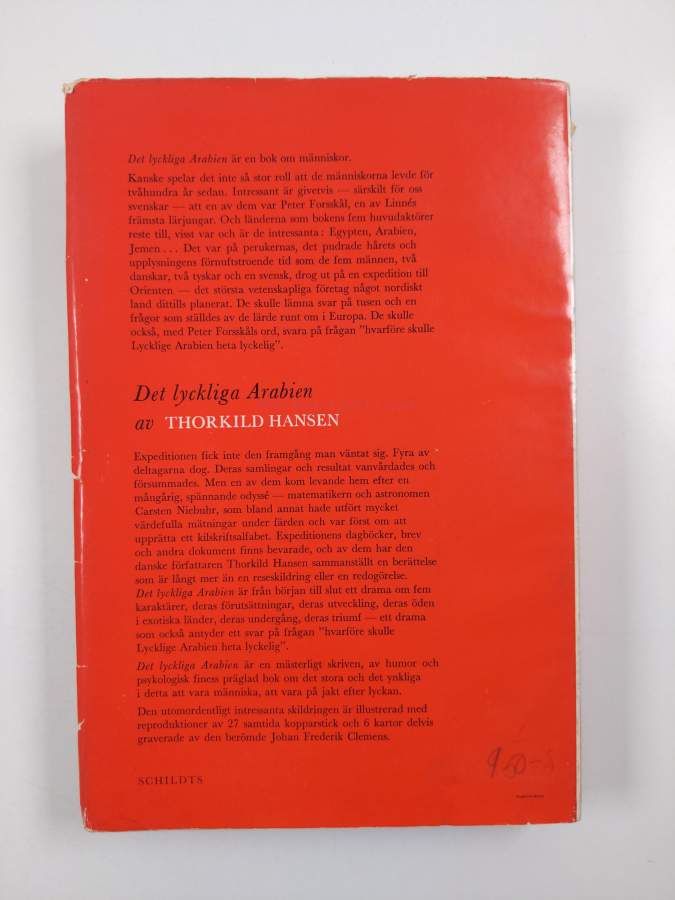 Det lyckliga Arabien är en bok om människor.
Kanske spelar det inte så stor roll att de människorna levde för
tvåhundra år sedan. Intressant är givetvis — särskilt för oss
svenskar — att en av dem var Peter Forsskål, en av Linnés
främsta lärjungar. Och länderna som bokens fem huvudaktörer
reste till, visst var och är de intressanta: Egypten, Arabien,
Jemen... Det var på perukernas, det pudrade hårets och
upplysningens förnuftstroende tid som de fem männen, två
danskar, två tyskar och en svensk, drog ut på en expedition till
Orienten — det största vetenskapliga företag något nordiskt
land dittills planerat. De skulle lämna svar på tusen och en
frågor som ställdes av de lärde runt om i Europa. De skulle
också, med Peter Forsskåls ord, svara på frågan "hvarföre skulle
Lycklige Arabien heta lyckelig".
Det lyckliga Arabien
av THORKILD HANSEN
Expeditionen fick inte den framgång man väntat sig. Fyra av
deltagarna dog. Deras samlingar och resultat vanvårdades och
försummades. Men en av dem kom levande hem efter en
mångårig, spännande odyssé — matematikern och astronomen
Carsten Niebuhr, som bland annat hade utfört mycket
värdefulla mätningar under färden och var först om att
upprätta ett kilskriftsalfabet. Expeditionens dagböcker, brev
och andra dokument finns bevarade, och av dem har den
danske författaren Thorkild Hansen sammanställt en berättelse
som är långt mer än en reseskildring eller en redogörelse.
Det lyckliga Arabien är från början till slut ett drama om fem
karaktärer, deras förutsättningar, deras utveckling, deras öden
i exotiska länder, deras undergång, deras triumf — ett drama
som också antyder ett svar på frågan "hvarföre skulle
Lycklige Arabien heta lyckelig".
Det lyckliga Arabien är en mästerligt skriven, av humor och
psykologisk finess präglad bok om det stora och det ynkliga
i detta att vara människa, att vara på jakt efter lyckan.
Den utomordentligt intressanta skildringen är illustrerad med
reproduktioner av 27 samtida kopparstick och 6 kartor delvis
graverade av den berömde Johan Frederik Clemens.
SCHILDTS